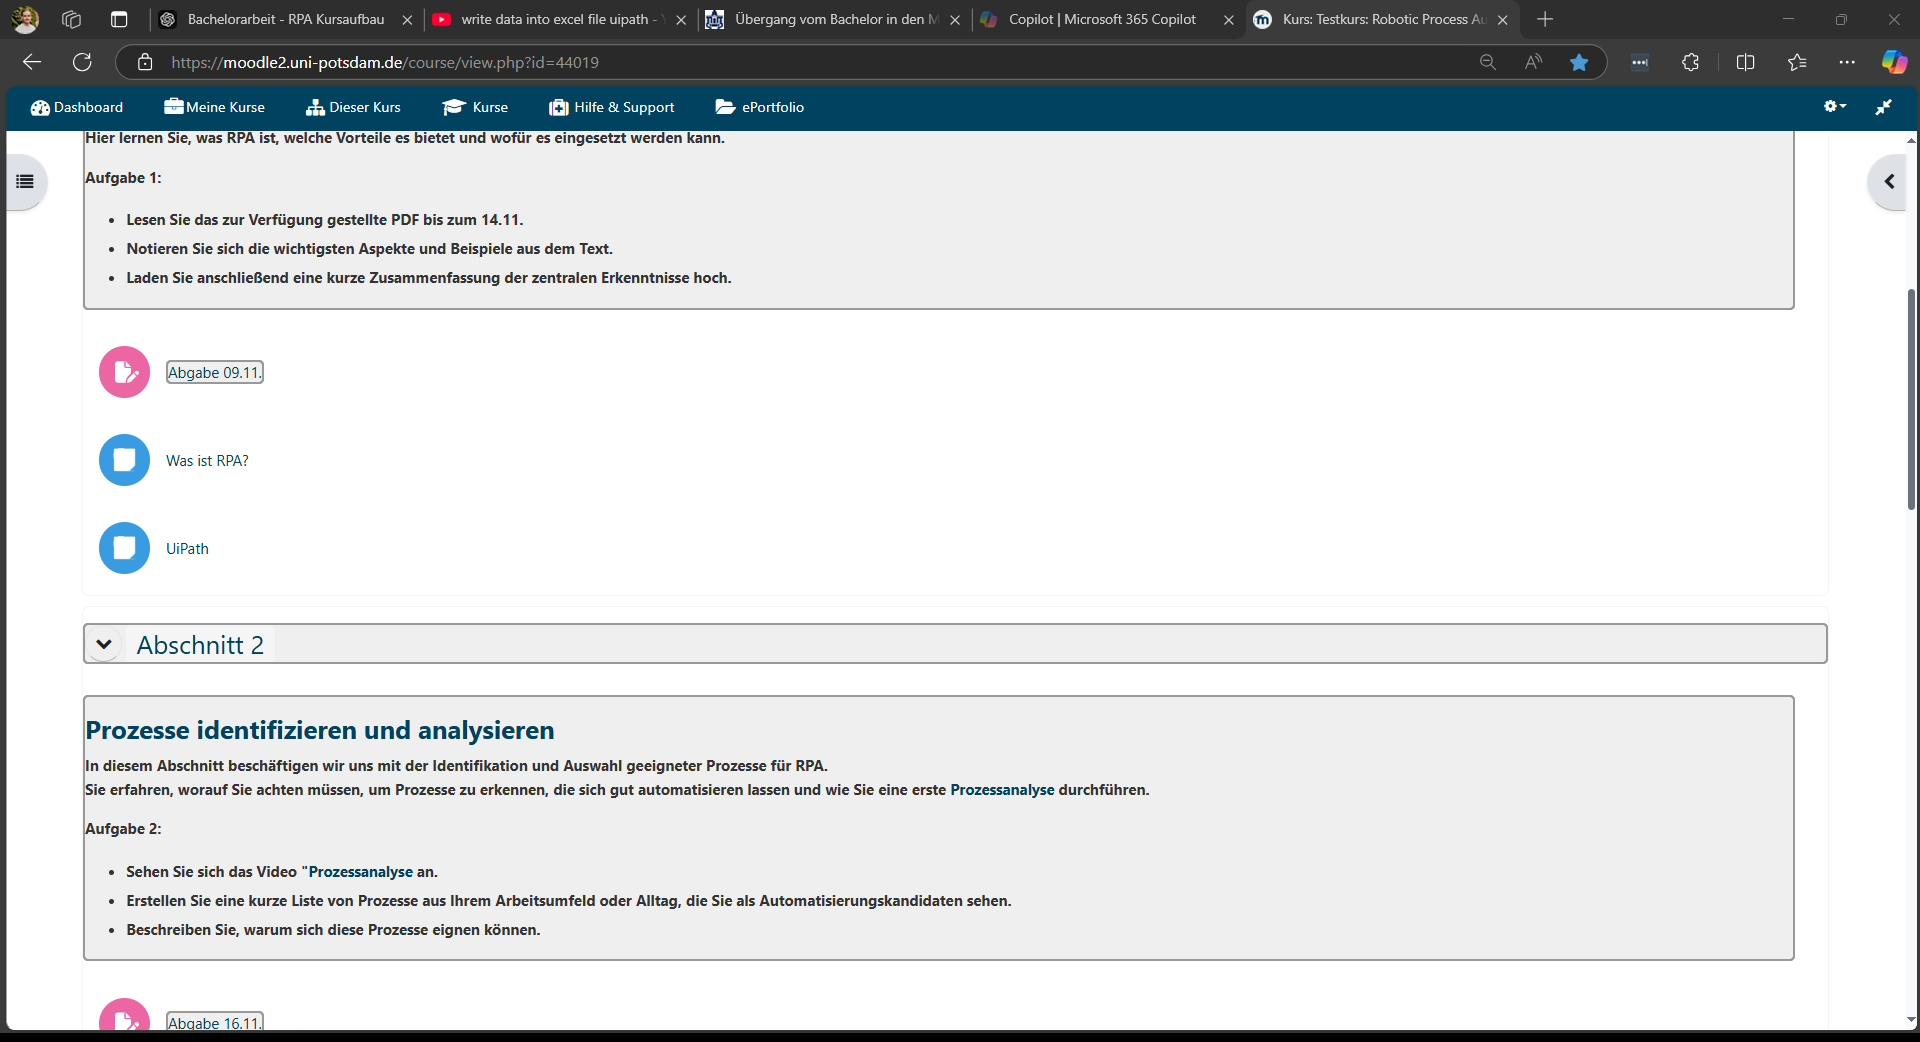 Bachelorarbeit - RPA Kursaufbau
write data into excel file uipath -
Übergang vom Bachelor in den M
Copilot | Microsoft 365 Copilot
Kurs: Testkurs: Robotic Process Au
https://moodle2.uni-potsdam.de/course/view.php?id=44019
Dashboard
Meine Kurse
Dieser Kurs
Kurse
Hilfe & Support
ePortfolio
Hier lernen Sie, was RPA ist, welche Vorteile es bietet und wofür es eingesetzt werden kann.
Aufgabe 1:
• Lesen Sie das zur Verfügung gestellte PDF bis zum 14.11.
• Notieren Sie sich die wichtigsten Aspekte und Beispiele aus dem Text.
• Laden Sie anschließend eine kurze Zusammenfassung der zentralen Erkenntnisse hoch.
Abgabe 09.11.
Was ist RPA?
UiPath
Abschnitt 2
Prozesse identifizieren und analysieren
In diesem Abschnitt beschäftigen wir uns mit der Identifikation und Auswahl geeigneter Prozesse für RPA.
Sie erfahren, worauf Sie achten müssen, um Prozesse zu erkennen, die sich gut automatisieren lassen und wie Sie eine erste Prozessanalyse durchführen.
Aufgabe 2:
• Sehen Sie sich das Video "Prozessanalyse an.
• Erstellen Sie eine kurze Liste von Prozesse aus Ihrem Arbeitsumfeld oder Alltag, die Sie als Automatisierungskandidaten sehen.
• Beschreiben Sie, warum sich diese Prozesse eignen können.
Abgabe 16.11.